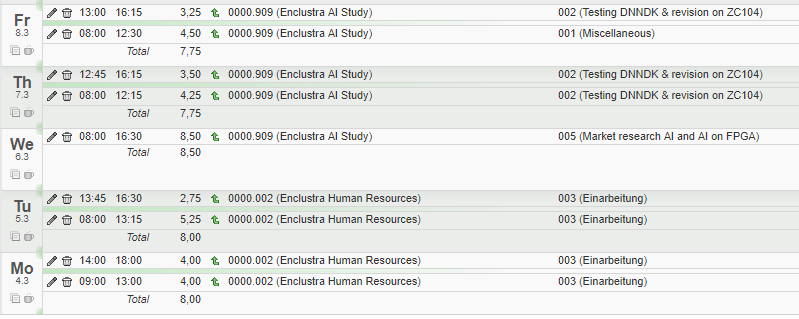 Fr
8.3
13:00 16:15 3,25 0000.909 (Enclustra AI Study) 002 (Testing DNNDK & revision on ZC104)
08:00 12:30 4,50 0000.909 (Enclustra AI Study) 001 (Miscellaneous)
Total 7,75
Th
7.3
12:45 16:15 3,50 0000.909 (Enclustra AI Study) 002 (Testing DNNDK & revision on ZC104)
08:00 12:15 4,25 0000.909 (Enclustra AI Study) 002 (Testing DNNDK & revision on ZC104)
Total 7,75
We
6.3
08:00 16:30 8,50 0000.909 (Enclustra AI Study) 005 (Market research AI and AI on FPGA)
Total 8,50
Tu
5.3
13:45 16:30 2,75 0000.002 (Enclustra Human Resources) 003 (Einarbeitung)
08:00 13:15 5,25 0000.002 (Enclustra Human Resources) 003 (Einarbeitung)
Total 8,00
Mo
4.3
14:00 18:00 4,00 0000.002 (Enclustra Human Resources) 003 (Einarbeitung)
09:00 13:00 4,00 0000.002 (Enclustra Human Resources) 003 (Einarbeitung)
Total 8,00